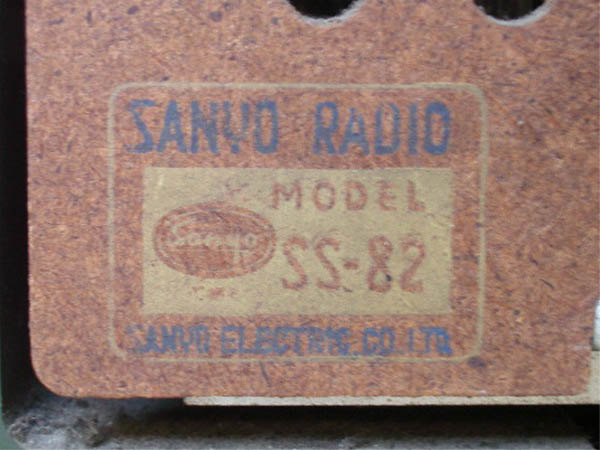 SANYO RADIO
MODEL
Sanyo
SS-82
SANYO ELECTRIC CO. LTD.